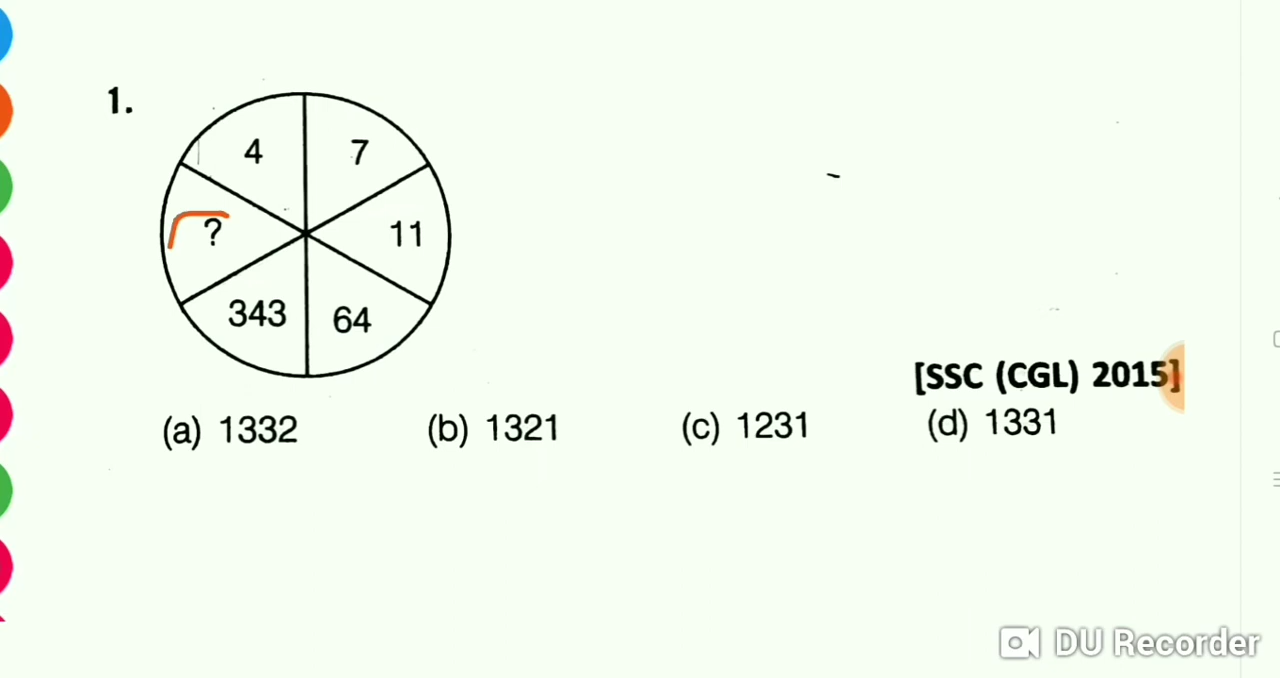 1.
4 7
? 11
343 64
[SSC (CGL) 2015]
(a) 1332 (b) 1321 (c) 1231 (d) 1331
DU Recorder